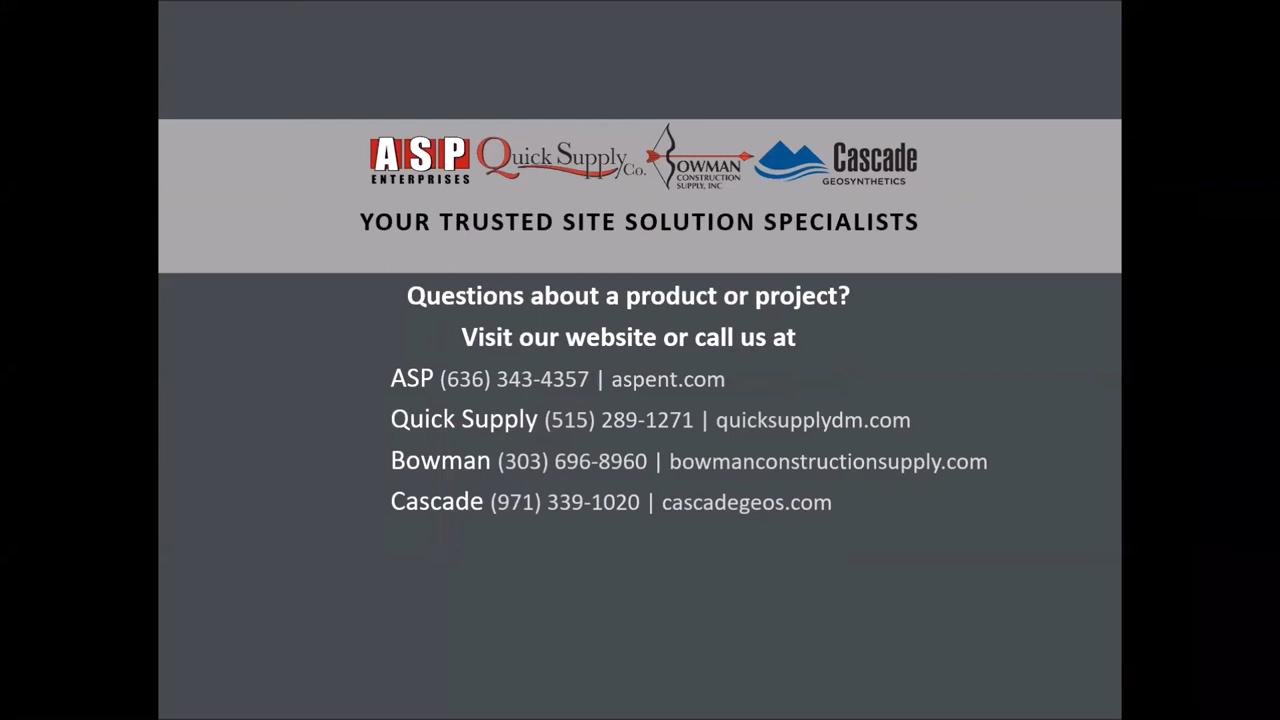 ASP ENTERPRISES
Quick Supply Co.
BOWMAN CONSTRUCTION SUPPLY, INC
Cascade GEOSYNTHETICS
YOUR TRUSTED SITE SOLUTION SPECIALISTS
Questions about a product or project?
Visit our website or call us at
ASP (636) 343-4357 | aspent.com
Quick Supply (515) 289-1271 | quicksupplydm.com
Bowman (303) 696-8960 | bowmanconstructionsupply.com
Cascade (971) 339-1020 | cascadegeos.com